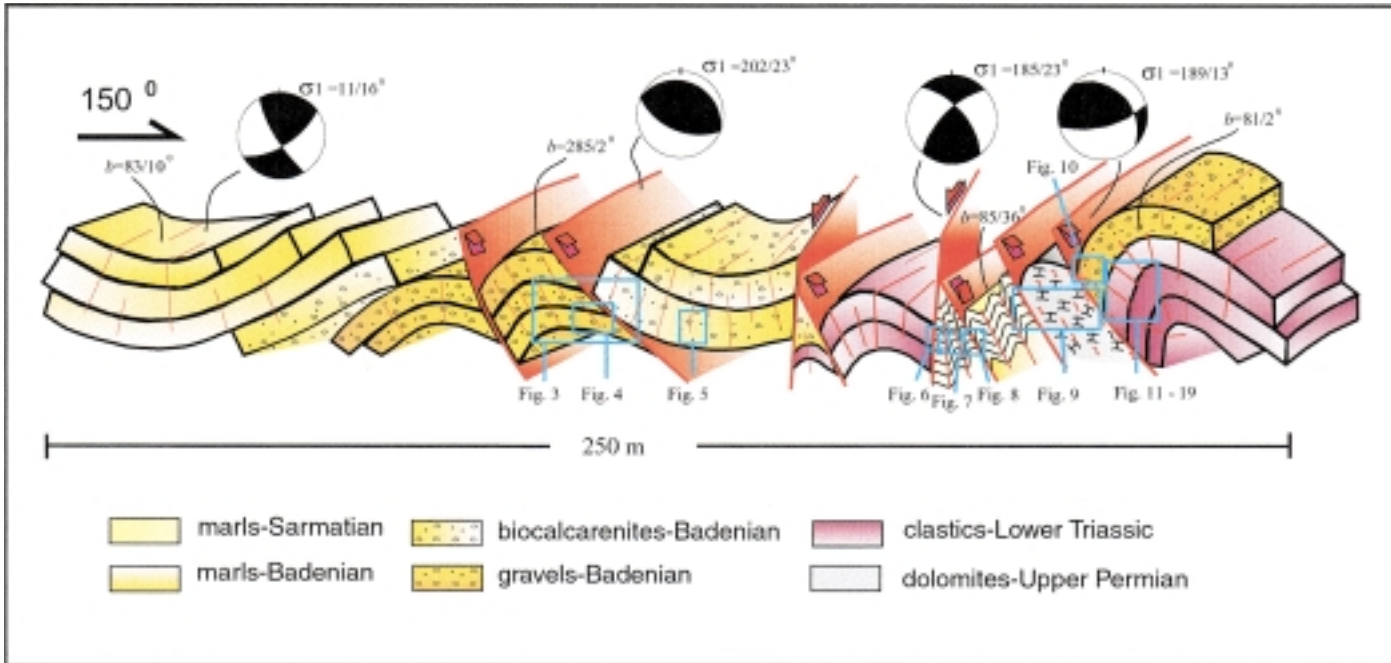 150 0
σ1 =11/16°
σ1 =202/23°
σ1 =185/23°
σ1 =189/13°
b=83/10°
b=285/2°
b=85/36°
b=81/2°
Fig. 10
Fig. 3
Fig. 4
Fig. 5
Fig. 6
Fig. 7
Fig. 8
Fig. 9
Fig. 11 - 19
250 m
marls-Sarmatian
biocalcarenites-Badenian
clastics-Lower Triassic
marls-Badenian
gravels-Badenian
dolomites-Upper Permian